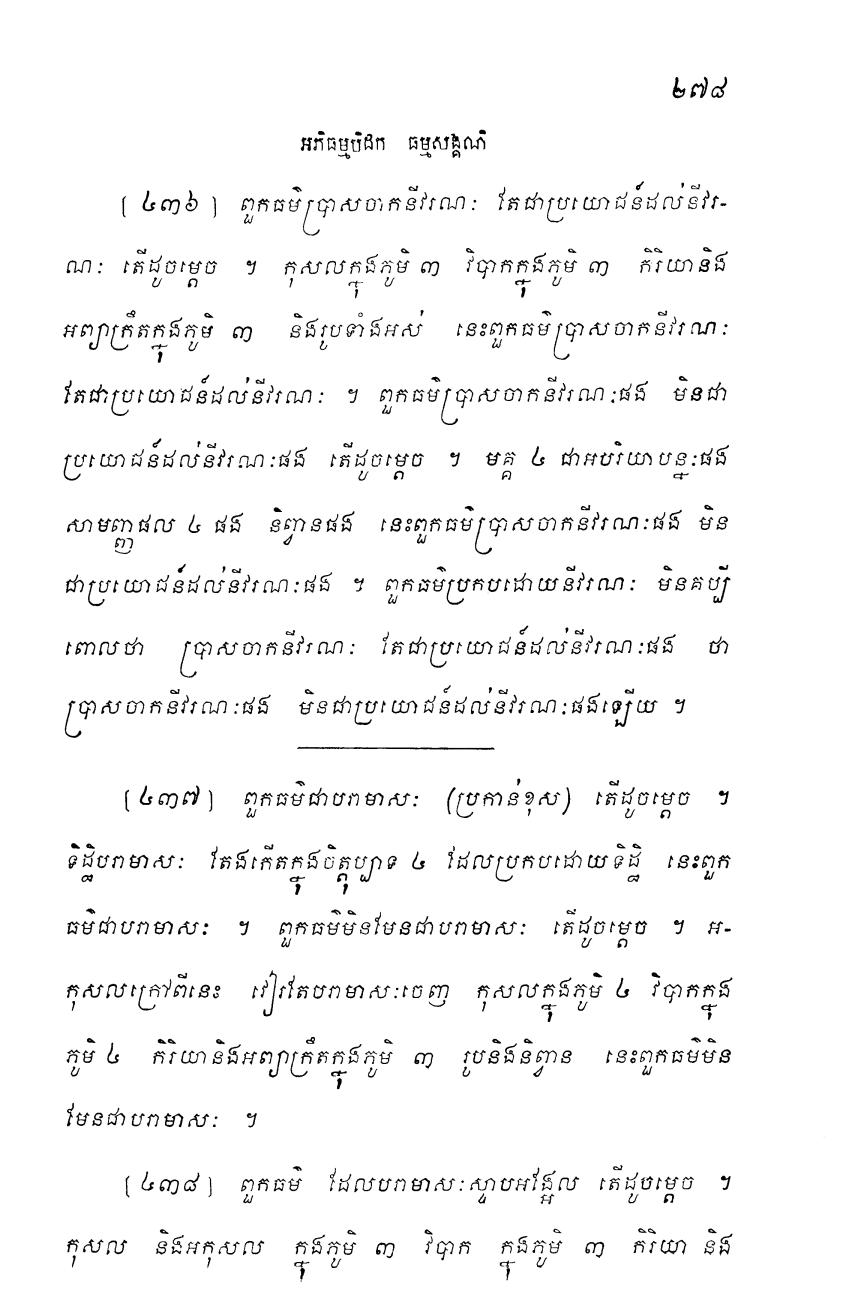 ២៧៨
អភិធម្មបិដក ធម្មសង្គណិ
[ ៤៣៦ ] ពួកធម៌ប្រាសចាកនីវរណៈ តែជាប្រយោជន៍ដល់នីវរ-
ណៈ តើដូចម្តេច ។ កុសលក្នុងភូមិ ៣ វិបាកក្នុងភូមិ ៣ កិរិយានិង
អព្យាក្រឹតក្នុងភូមិ ៣ និងរូបទាំងអស់ នេះពួកធម៌ប្រាសចាកនីវរណៈ
តែជាប្រយោជន៍ដល់នីវរណៈ ។ ពួកធម៌ប្រាសចាកនីវរណៈផង មិនជា
ប្រយោជន៍ដល់នីវរណៈផង តើដូចម្តេច ។ មគ្គ ៤ ជាអបរិយាបន្នៈផង
សាមញ្ញផល ៤ ផង និព្វានផង នេះពួកធម៌ប្រាសចាកនីវរណៈផង មិន
ជាប្រយោជន៍ដល់នីវរណៈផង ។ ពួកធម៌ប្រកបដោយនីវរណៈ មិនគប្បី
ពោលថា ប្រាសចាកនីវរណៈ តែជាប្រយោជន៍ដល់នីវរណៈផង ថា
ប្រាសចាកនីវរណៈផង មិនជាប្រយោជន៍ដល់នីវរណៈផងឡើយ ។
[ ៤៣៧ ] ពួកធម៌ជាបរាមាសៈ (ប្រកាន់ខុស) តើដូចម្តេច ។
ទិដ្ឋិបរាមាសៈ តែងកើតក្នុងចិត្តុប្បាទ ៤ ដែលប្រកបដោយទិដ្ឋិ នេះពួក
ធម៌ជាបរាមាសៈ ។ ពួកធម៌មិនមែនជាបរាមាសៈ តើដូចម្តេច ។ អ-
កុសលក្រៅពីនេះ វៀរតែបរាមាសៈចេញ កុសលក្នុងភូមិ ៤ វិបាកក្នុង
ភូមិ ៤ កិរិយានិងអព្យាក្រឹតក្នុងភូមិ ៣ រូបនិងនិព្វាន នេះពួកធម៌មិន
មែនជាបរាមាសៈ ។
[ ៤៣៨ ] ពួកធម៌ ដែលបរាមាសៈស្ទាបអង្អែល តើដូចម្តេច ។
កុសល និងអកុសល ក្នុងភូមិ ៣ វិបាក ក្នុងភូមិ ៣ កិរិយា និង